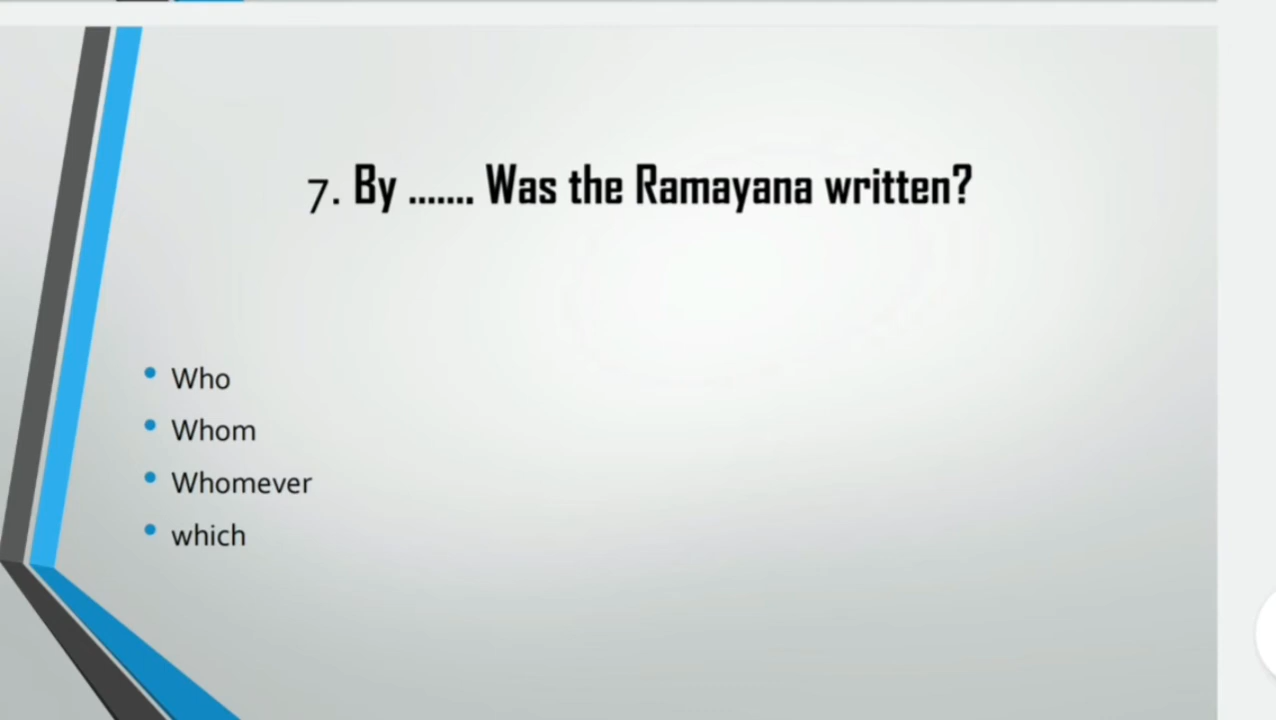 7. By ....... Was the Ramayana written?
• Who
• Whom
• Whomever
• which